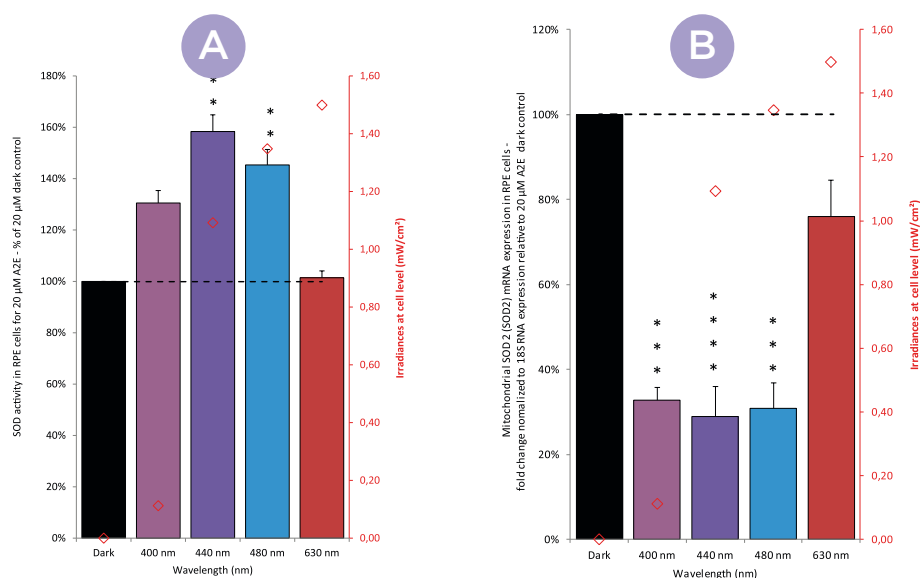 A
SOD activity in RPE cells for 20 µM A2E - % of 20 µM dark control
180%
160%
140%
120%
100%
80%
60%
40%
20%
0%
* *
* *
1,60
1,40
1,20
1,00
0,80
0,60
0,40
0,20
0,00
Irradiances at cell level (mW/cm²)
Dark 400 nm 440 nm 480 nm 630 nm
Wavelength (nm)
B
Mitochondrial SOD 2 (SOD2) mRNA expression in RPE cells -
fold change nomalized to 18S RNA expression relative to 20 µM A2E dark control
120%
100%
80%
60%
40%
20%
0%
* * *
* * *
* * *
1,60
1,40
1,20
1,00
0,80
0,60
0,40
0,20
0,00
Irradiances at cell level (mW/cm²)
Dark 400 nm 440 nm 480 nm 630 nm
Wavelength (nm)